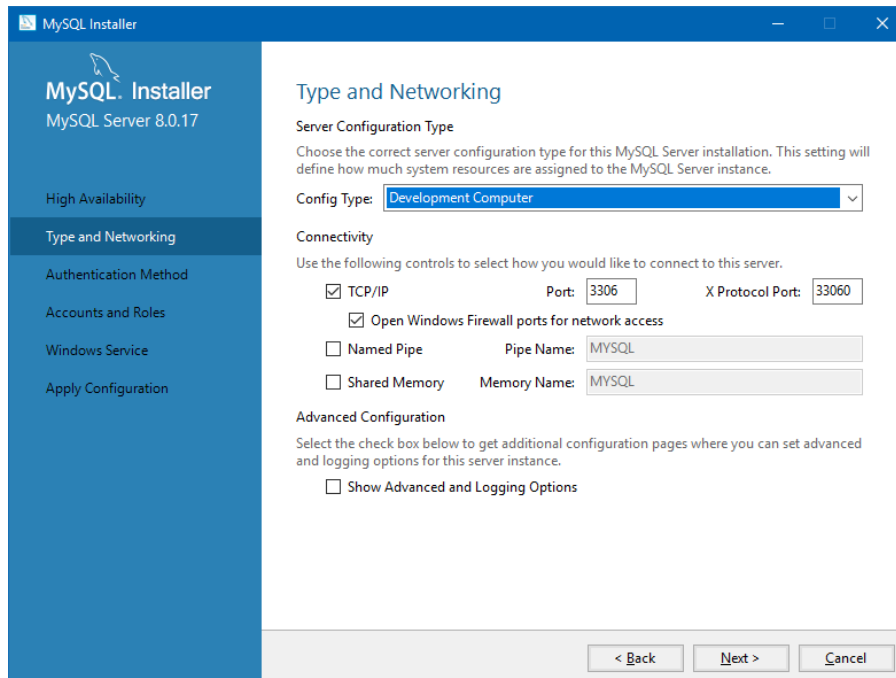 MySQL Installer
MySQL. Installer
MySQL Server 8.0.17
High Availability
Type and Networking
Authentication Method
Accounts and Roles
Windows Service
Apply Configuration
Type and Networking
Server Configuration Type
Choose the correct server configuration type for this MySQL Server installation. This setting will
define how much system resources are assigned to the MySQL Server instance.
Config Type: Development Computer
Connectivity
Use the following controls to select how you would like to connect to this server.
TCP/IP Port: 3306 X Protocol Port: 33060
Open Windows Firewall ports for network access
Named Pipe Pipe Name: MYSQL
Shared Memory Memory Name: MYSQL
Advanced Configuration
Select the check box below to get additional configuration pages where you can set advanced
and logging options for this server instance.
Show Advanced and Logging Options
< Back Next > Cancel